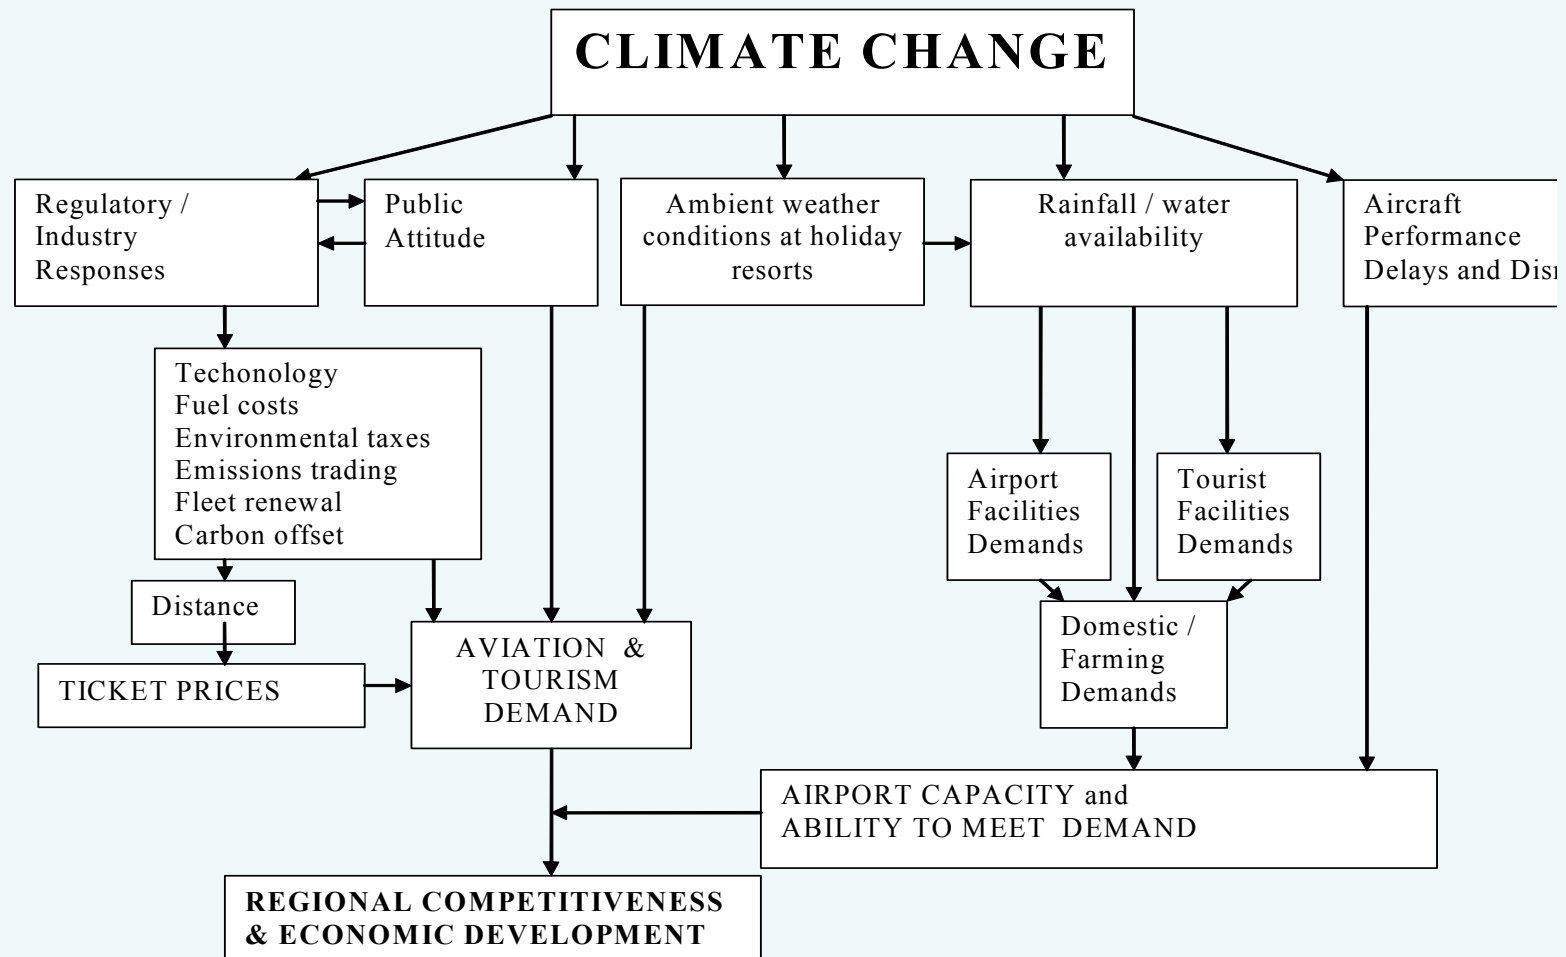 CLIMATE CHANGE
Regulatory /
Industry
Responses
Public
Attitude
Ambient weather
conditions at holiday
resorts
Rainfall / water
availability
Aircraft
Performance
Delays and
Techonology
Fuel costs
Environmental taxes
Emissions trading
Fleet renewal
Carbon offset
Airport
Facilities
Demands
Tourist
Facilities
Demands
Distance
Domestic /
Farming
Demands
AVIATION &
TOURISM
DEMAND
TICKET PRICES
AIRPORT CAPACITY and
ABILITY TO MEET DEMAND
REGIONAL COMPETITIVENESS
& ECONOMIC DEVELOPMENT